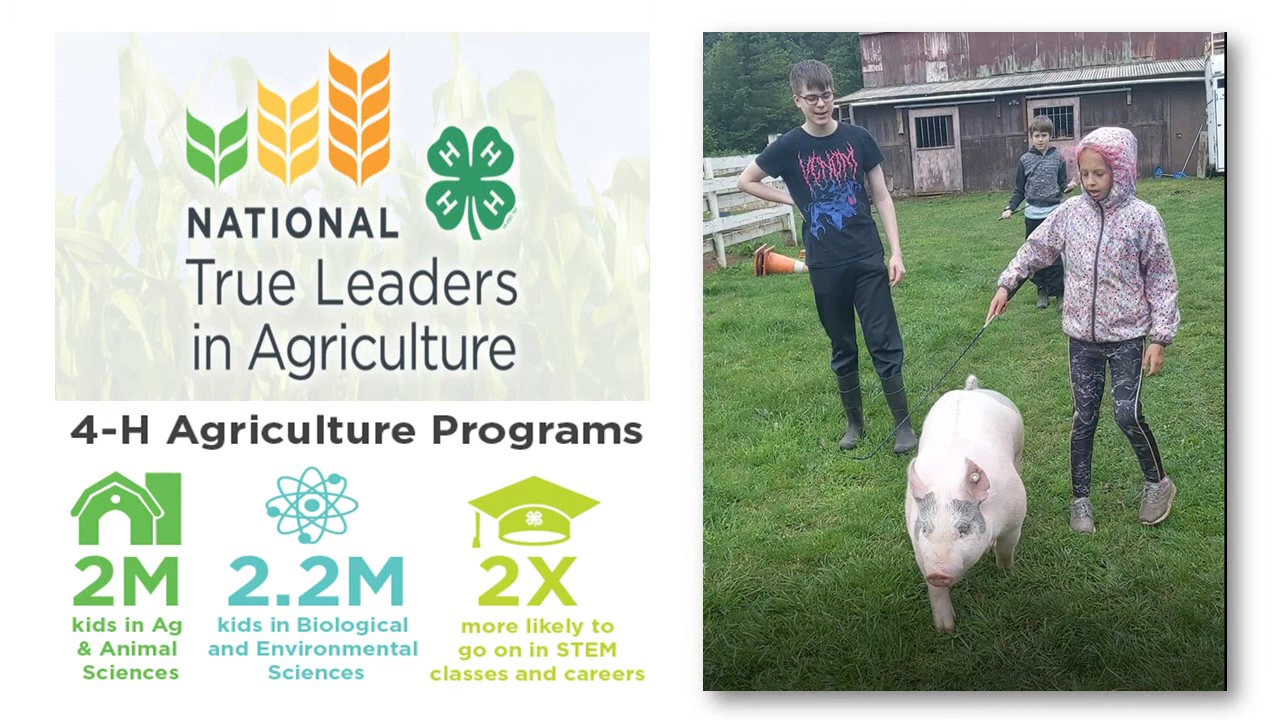 H H
H H
NATIONAL
True Leaders
in Agriculture
4-H Agriculture Programs
2M
kids in Ag
& Animal
Sciences
2.2M
kids in Biological
and Environmental
Sciences
2X
more likely to
go on in STEM
classes and careers
VENOM